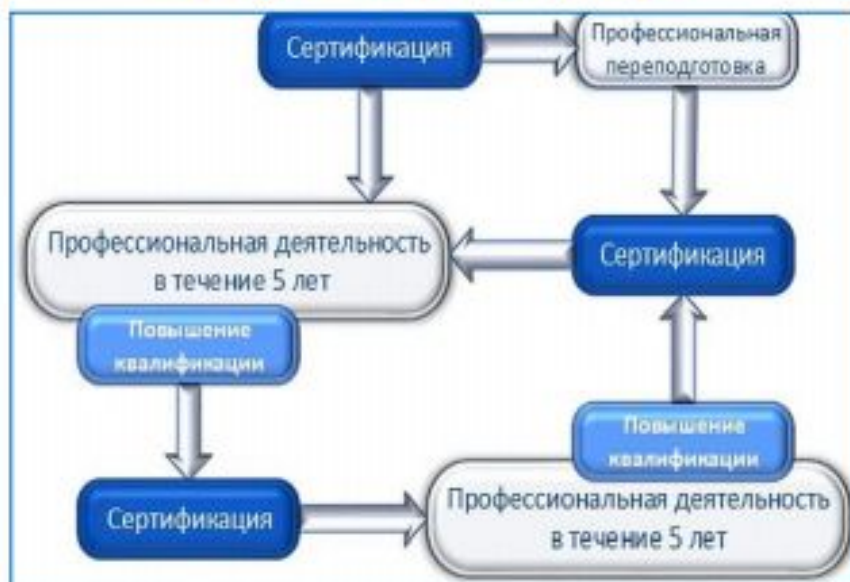 Сертификация
Профессиональная
переподготовка
Профессиональная деятельность
в течение 5 лет
Сертификация
Повышение
квалификации
Повышение
квалификации
Сертификация
Профессиональная деятельность
в течение 5 лет